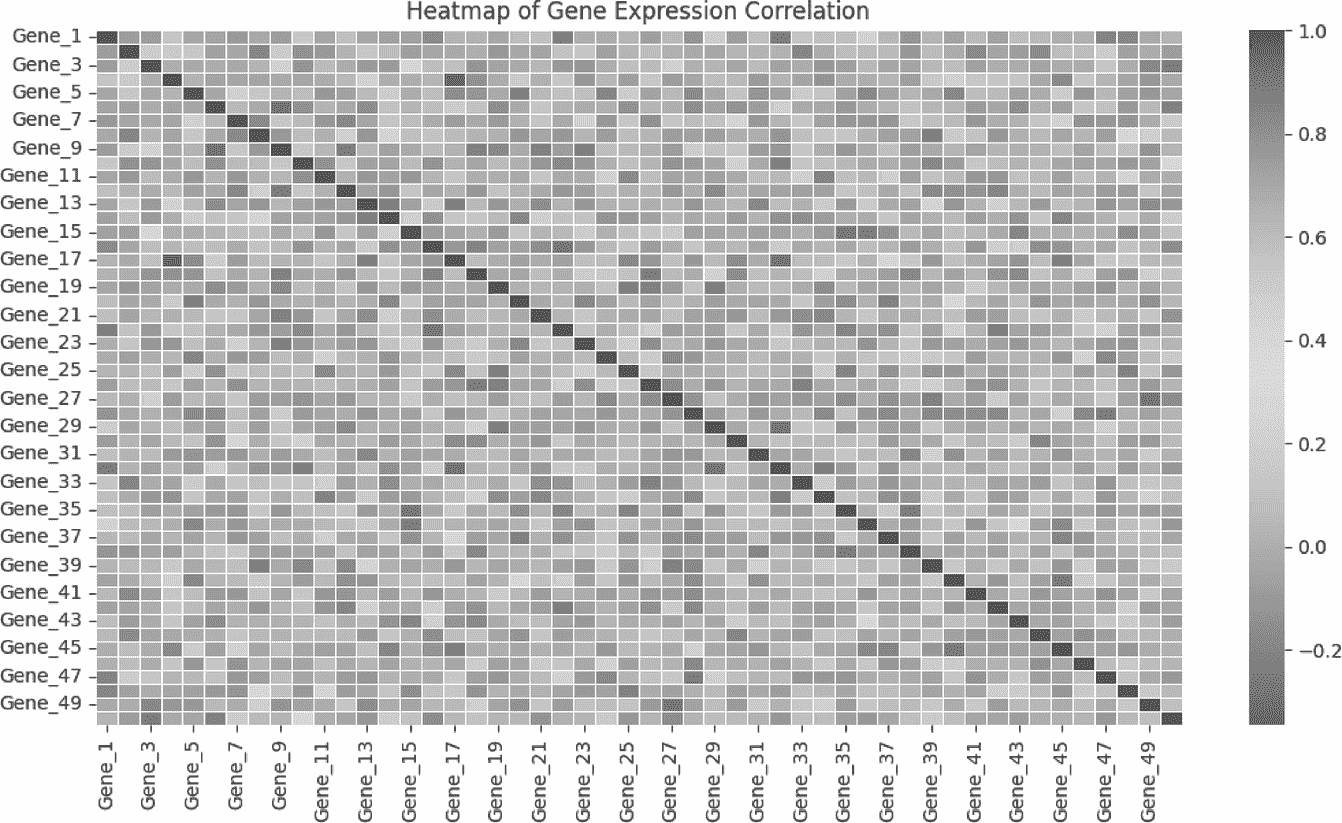 Heatmap of Gene Expression Correlation
Gene_1
Gene_3
Gene_5
Gene_7
Gene_9
Gene_11
Gene_13
Gene_15
Gene_17
Gene_19
Gene_21
Gene_23
Gene_25
Gene_27
Gene_29
Gene_31
Gene_33
Gene_35
Gene_37
Gene_39
Gene_41
Gene_43
Gene_45
Gene_47
Gene_49
Gene_1
Gene_3
Gene_5
Gene_7
Gene_9
Gene_11
Gene_13
Gene_15
Gene_17
Gene_19
Gene_21
Gene_23
Gene_25
Gene_27
Gene_29
Gene_31
Gene_33
Gene_35
Gene_37
Gene_39
Gene_41
Gene_43
Gene_45
Gene_47
Gene_49
1.0
0.8
0.6
0.4
0.2
0.0
−0.2